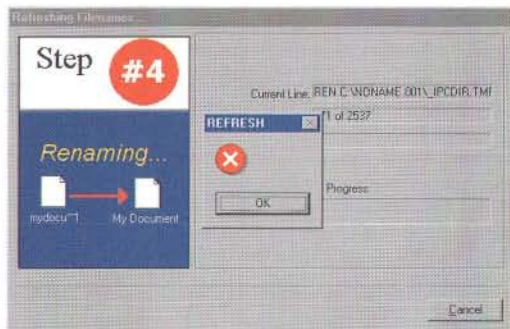 Refreshing Filenames...
Step
#4
Renaming...
mydocu~1
My Document
Current Line: REN C:\NONAME.001\_IPCDIR.TMF
REFRESH
1 of 2537
OK
Progress:
Cancel